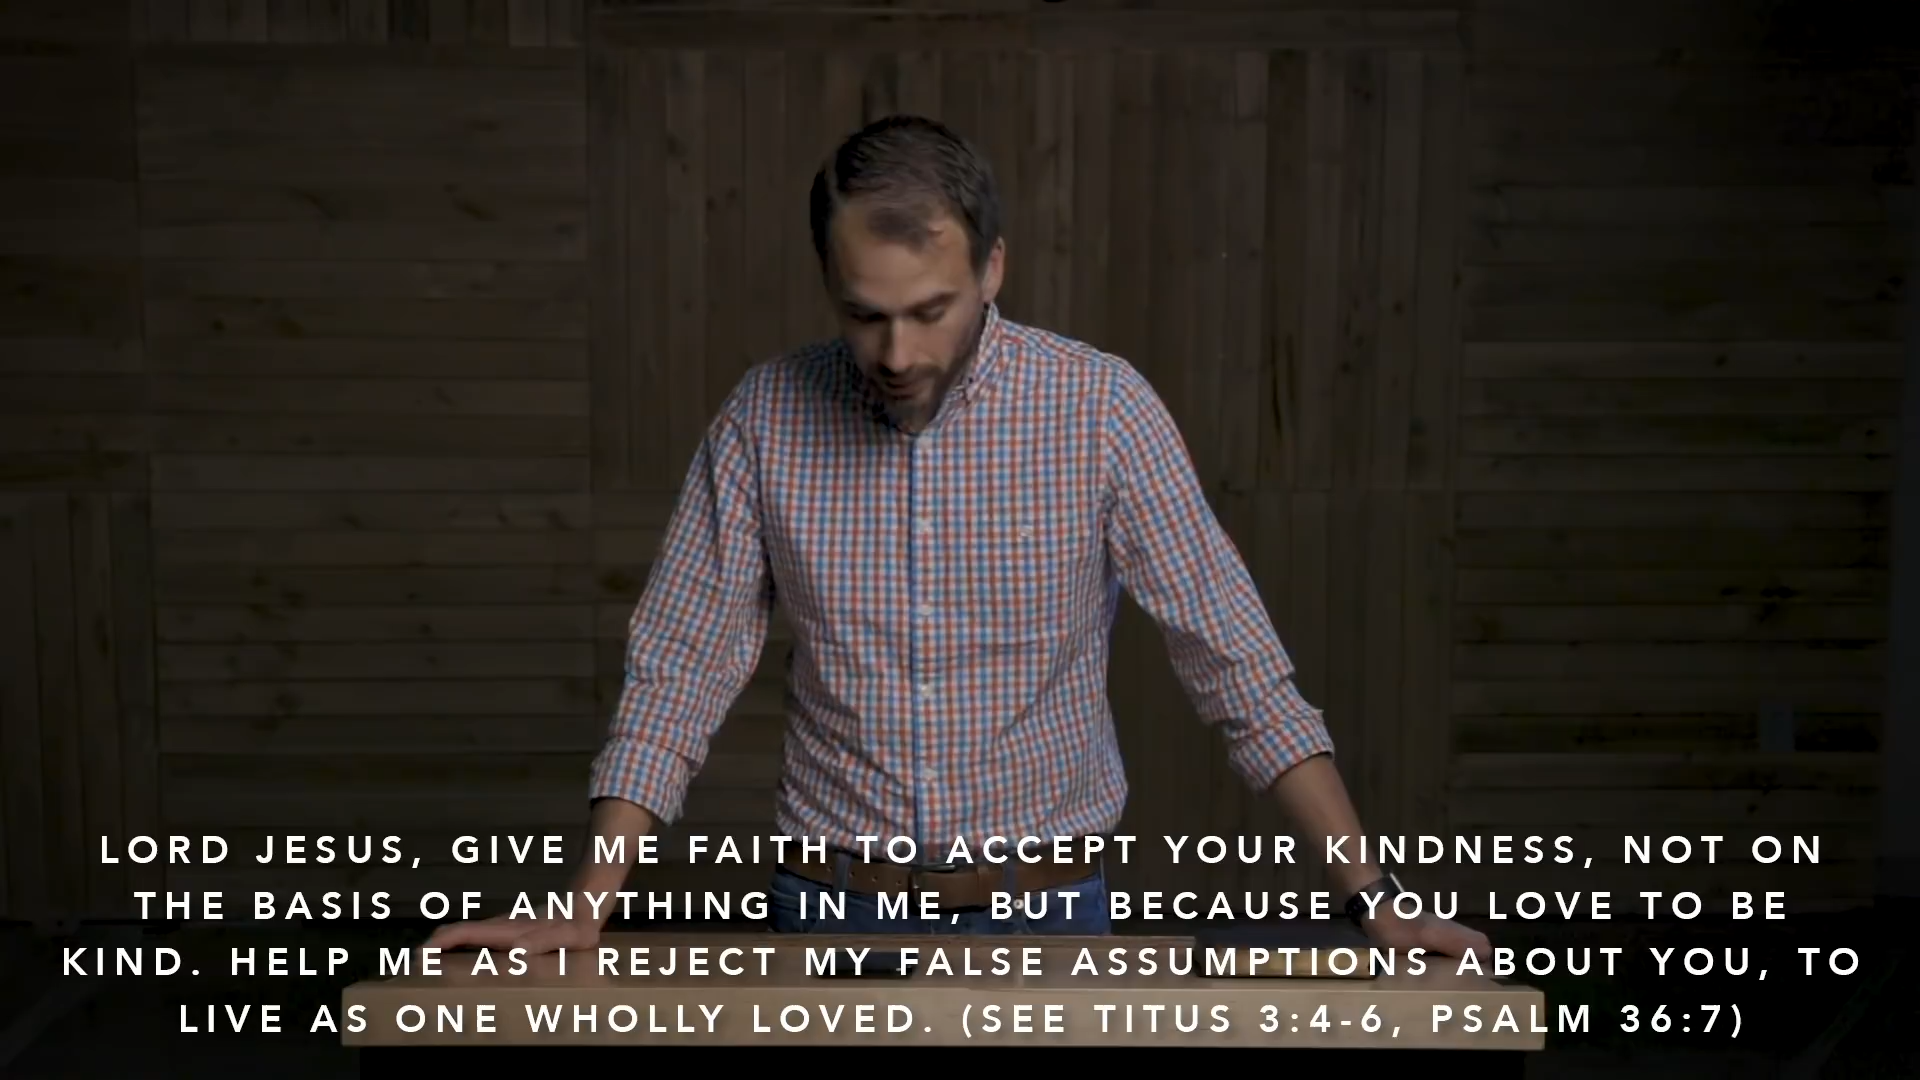 LORD JESUS, GIVE ME FAITH TO ACCEPT YOUR KINDNESS, NOT ON
THE BASIS OF ANYTHING IN ME, BUT BECAUSE YOU LOVE TO BE
KIND. HELP ME AS I REJECT MY FALSE ASSUMPTIONS ABOUT YOU, TO
LIVE AS ONE WHOLLY LOVED. (SEE TITUS 3:4-6, PSALM 36:7)